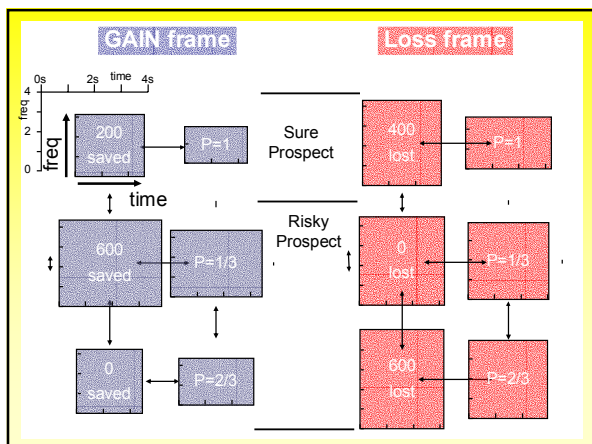 GAIN frame
Loss frame
0s
2s
time
4s
freq
4
2
0
freq
time
200
saved
P=1
Sure
Prospect
400
lost
P=1
Risky
Prospect
600
saved
P=1/3
0
lost
P=1/3
0
saved
P=2/3
600
lost
P=2/3